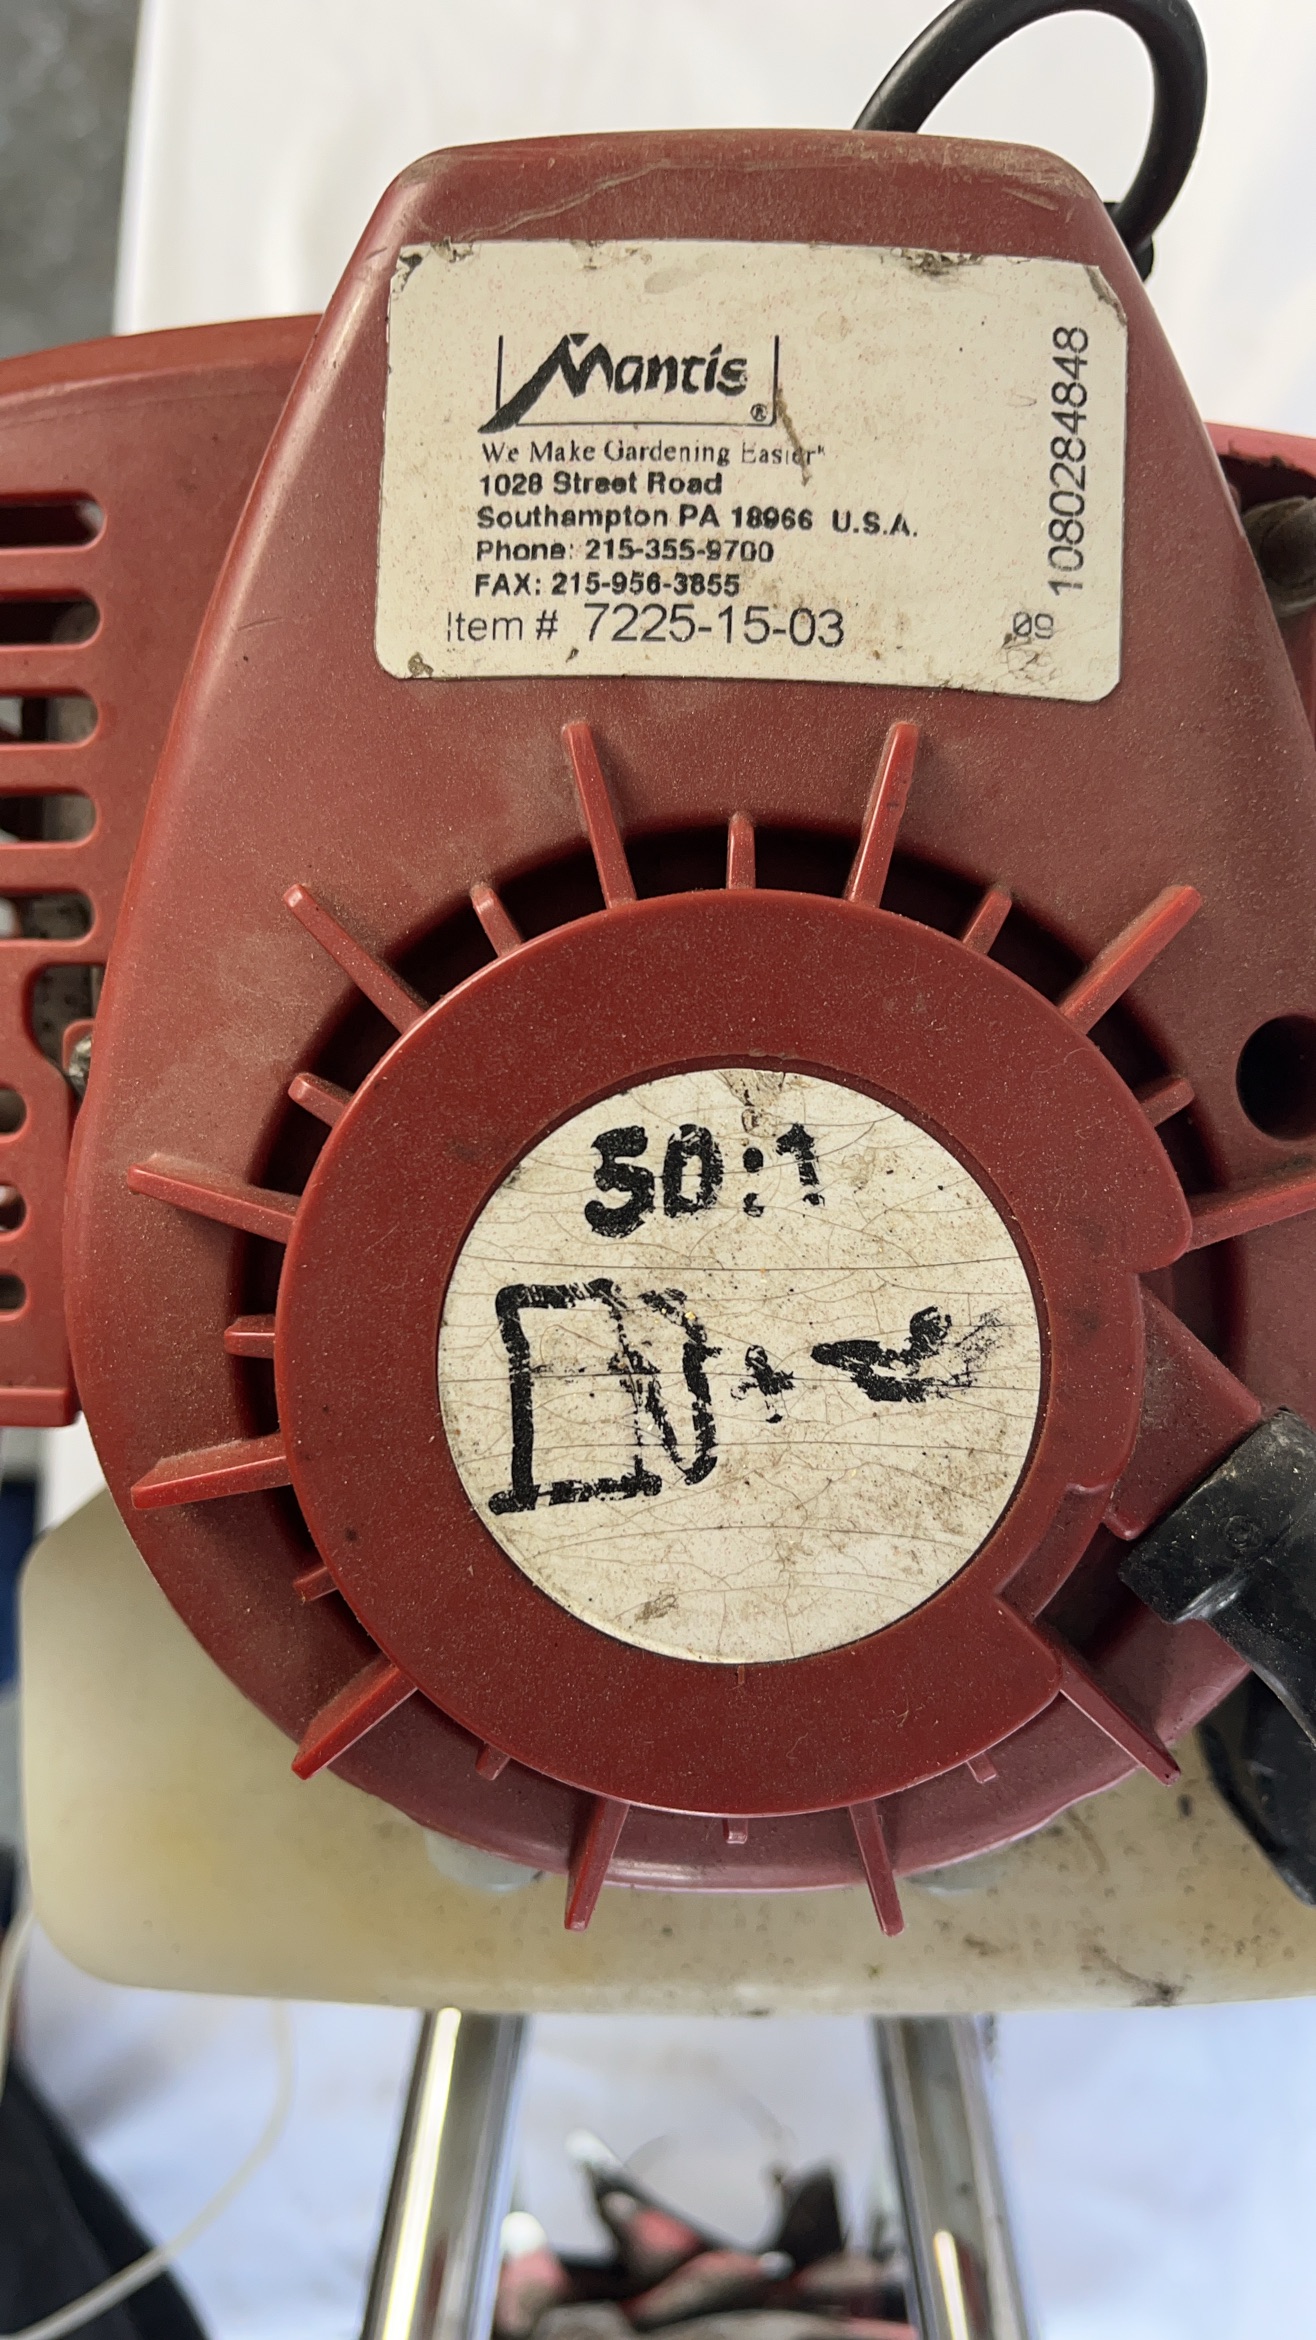 Mantis®
We Make Gardening Easier
1028 Street Road
Southampton PA 18966 U.S.A.
Phone: 215-355-9700
FAX: 215-956-3855
Item # 7225-15-03
09
1080284848
50:1
+